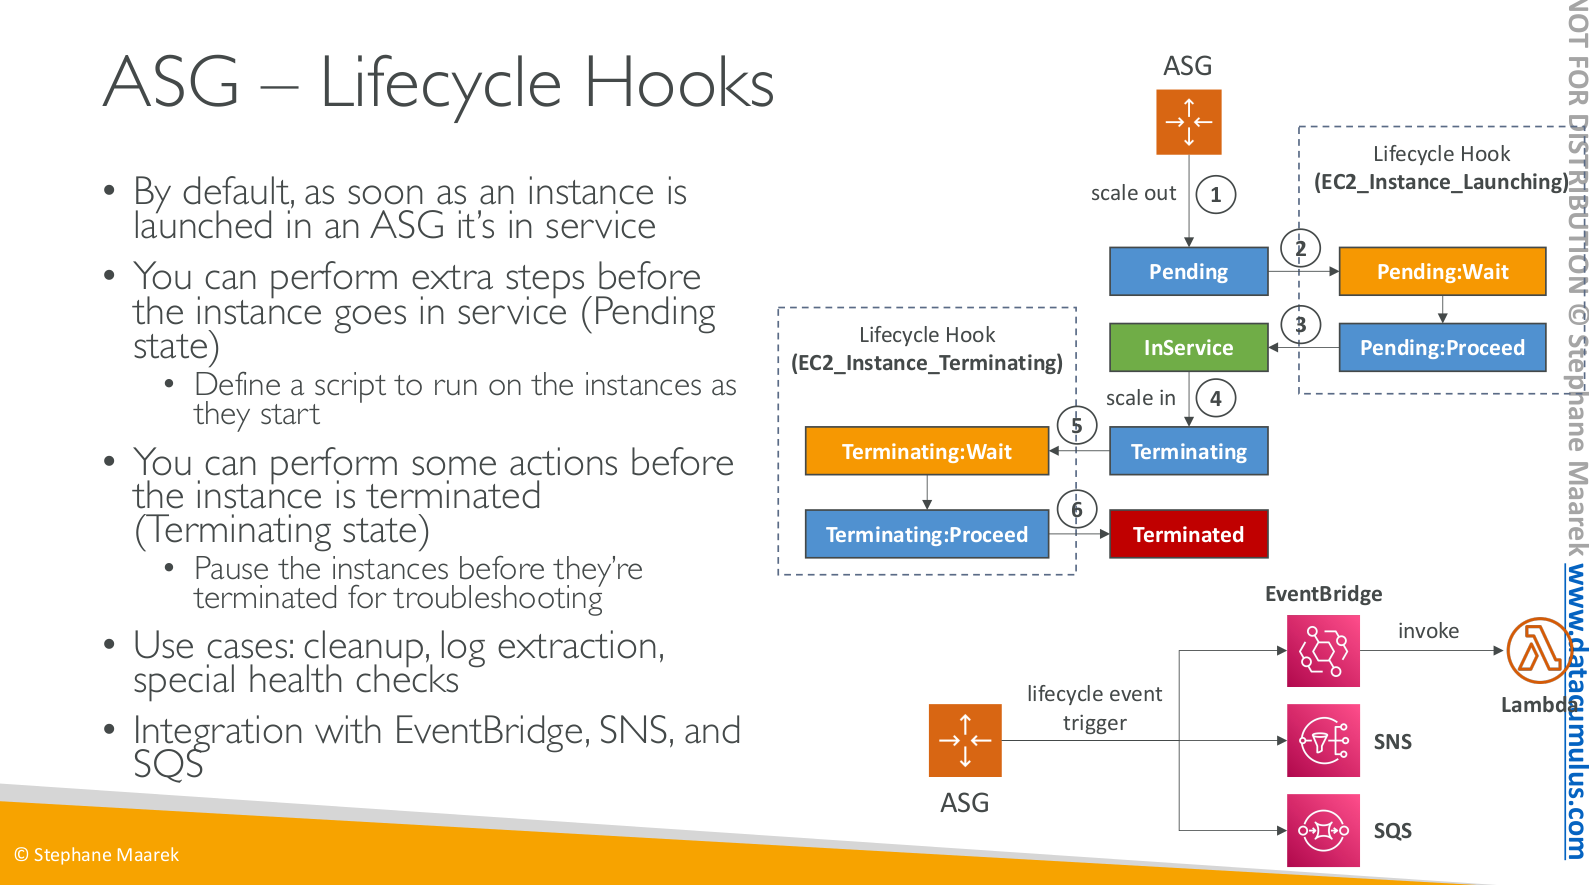 ASG – Lifecycle Hooks
• By default, as soon as an instance is
launched in an ASG it’s in service
• You can perform extra steps before
the instance goes in service (Pending
state)
• Define a script to run on the instances as
they start
• You can perform some actions before
the instance is terminated
(Terminating state)
• Pause the instances before they’re
terminated for troubleshooting
• Use cases: cleanup, log extraction,
special health checks
• Integration with EventBridge, SNS, and
SQS
ASG
scale out
1
Pending
2
Lifecycle Hook
(EC2_Instance_Launching)
Pending:Wait
Pending:Proceed
3
InService
scale in
4
Terminating
5
Lifecycle Hook
(EC2_Instance_Terminating)
Terminating:Wait
Terminating:Proceed
6
Terminated
ASG
lifecycle event
trigger
EventBridge
invoke
Lambda
SNS
SQS
© Stephane Maarek
NOT FOR DISTRIBUTION © Stephane Maarek www.datacumulus.com